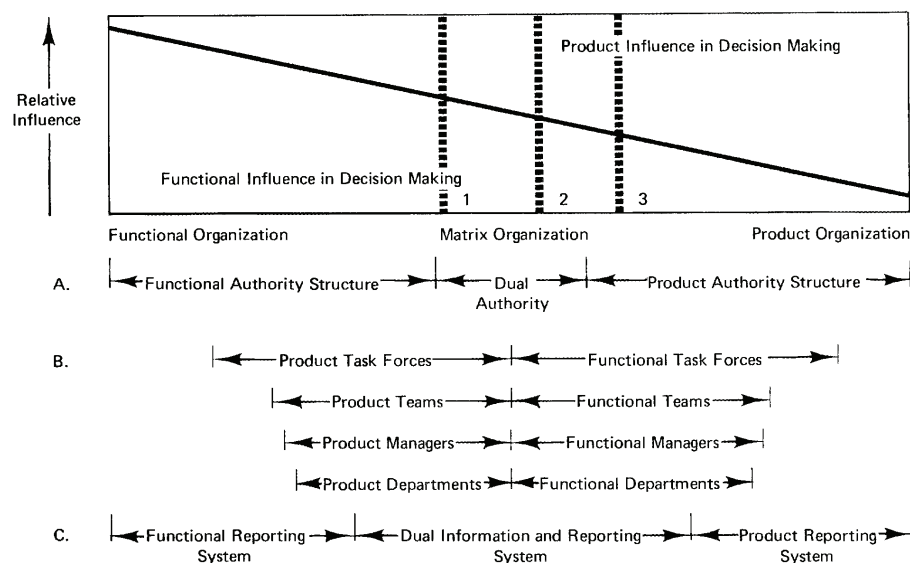 Product Influence in Decision Making
Relative
Influence
Functional Influence in Decision Making
1
2
3
Functional Organization
Matrix Organization
Product Organization
A.
Functional Authority Structure
Dual
Authority
Product Authority Structure
B.
Product Task Forces
Functional Task Forces
Product Teams
Functional Teams
Product Managers
Functional Managers
Product Departments
Functional Departments
C.
Functional Reporting
System
Dual Information and Reporting
System
Product Reporting
System